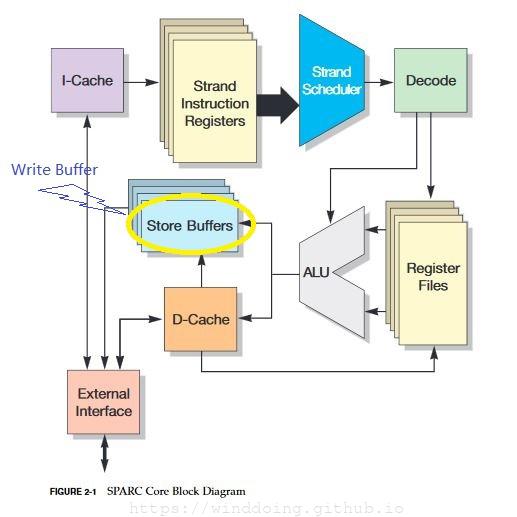 I-Cache
Strand
Instruction
Registers
Strand
Scheduler
Decode
Write Buffer
Store Buffers
ALU
Register
Files
D-Cache
External
Interface
FIGURE 2-1 SPARC Core Block Diagram
https://winddoing.github.io